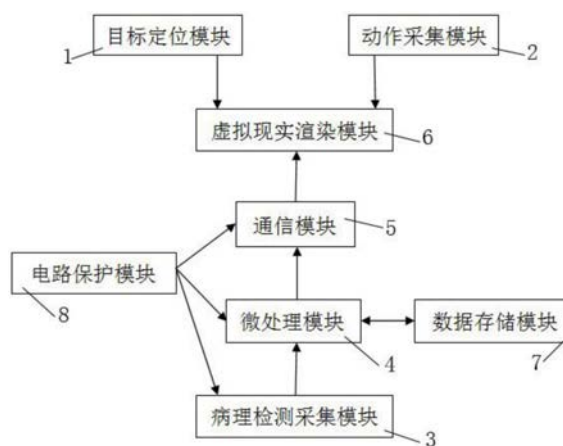 目标定位模块
1
动作采集模块
2
虚拟现实渲染模块
6
通信模块
5
电路保护模块
8
微处理模块
4
数据存储模块
7
病理检测采集模块
3